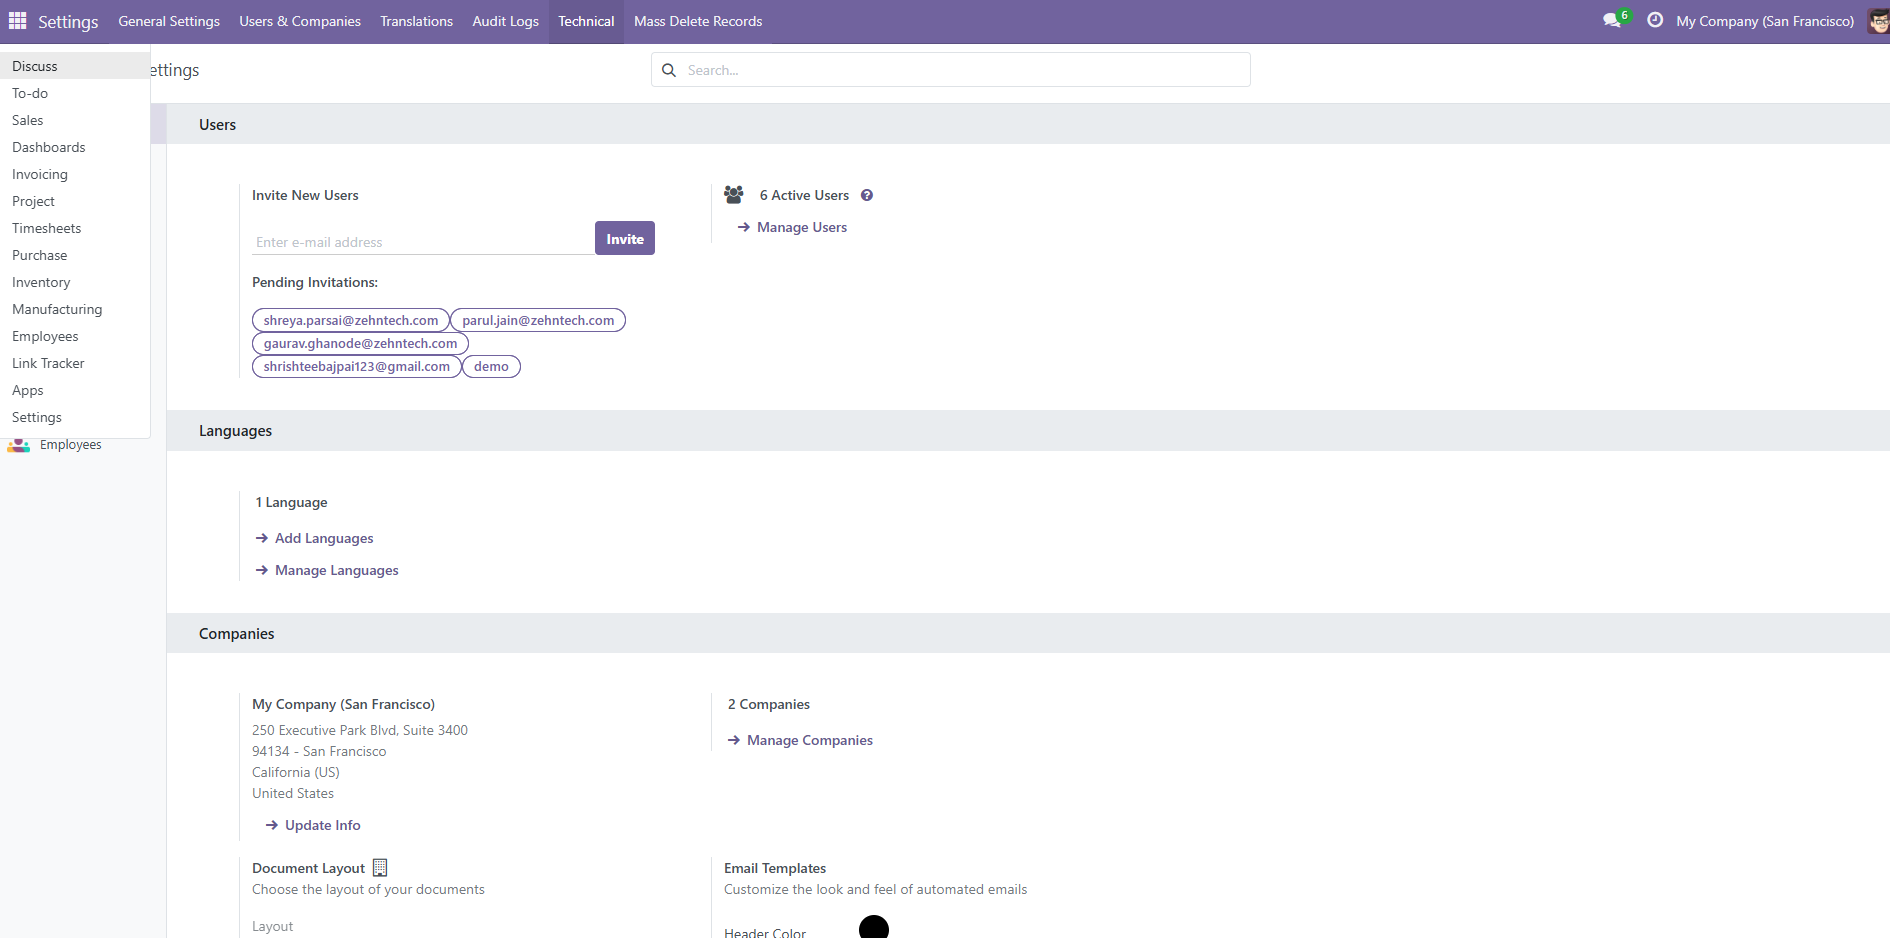 Settings General Settings Users & Companies Translations Audit Logs Technical Mass Delete Records 6 My Company (San Francisco)
Discuss
To-do
Sales
Dashboards
Invoicing
Project
Timesheets
Purchase
Inventory
Manufacturing
Employees
Link Tracker
Apps
Settings
Employees
ettings
Search...
Users
Invite New Users
Enter e-mail address Invite
Pending Invitations:
shreya.parsai@zehntech.com parul.jain@zehntech.com
gaurav.ghanode@zehntech.com
shrishteebajpai123@gmail.com demo
6 Active Users ?
→ Manage Users
Languages
1 Language
→ Add Languages
→ Manage Languages
Companies
My Company (San Francisco)
250 Executive Park Blvd, Suite 3400
94134 - San Francisco
California (US)
United States
→ Update Info
2 Companies
→ Manage Companies
Document Layout
Choose the layout of your documents
Layout
Email Templates
Customize the look and feel of automated emails
Header Color